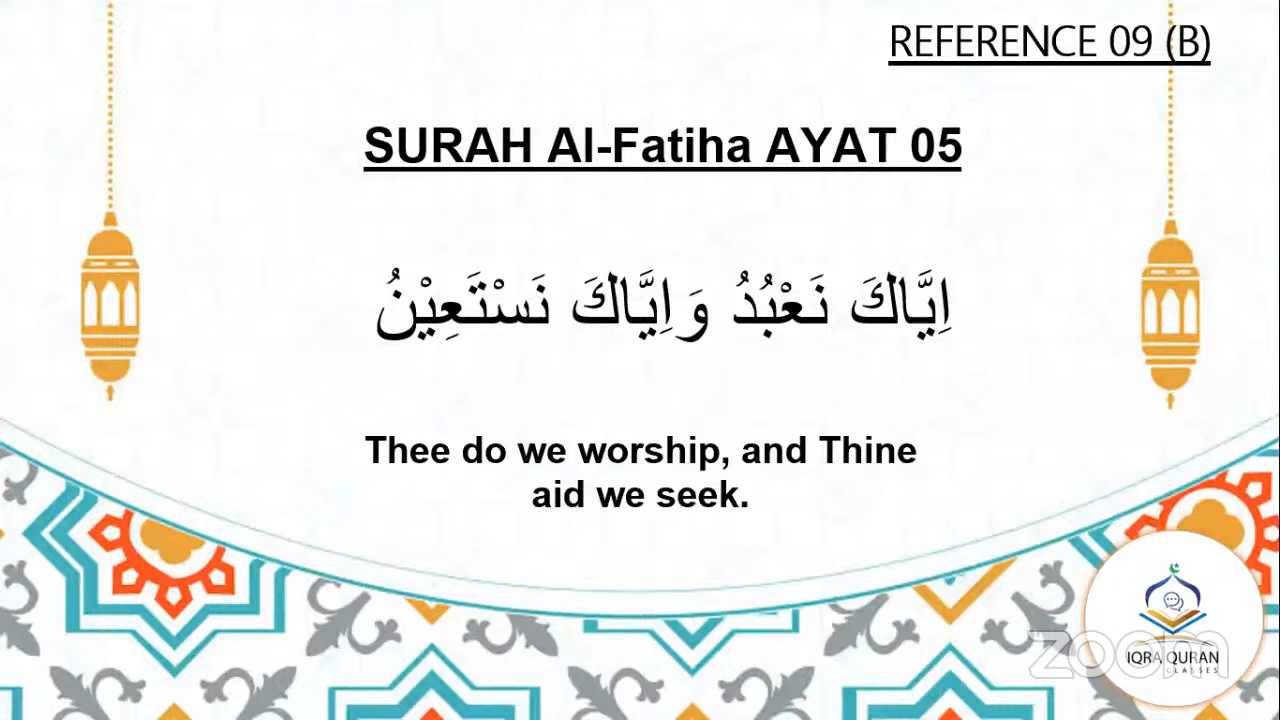 REFERENCE 09 (B)
SURAH Al-Fatiha AYAT 05
اِيَّاكَ نَعْبُدُ وَاِيَّاكَ نَسْتَعِيْنُ
Thee do we worship, and Thine
aid we seek.
zoom
IQRA QURAN
CLASSES